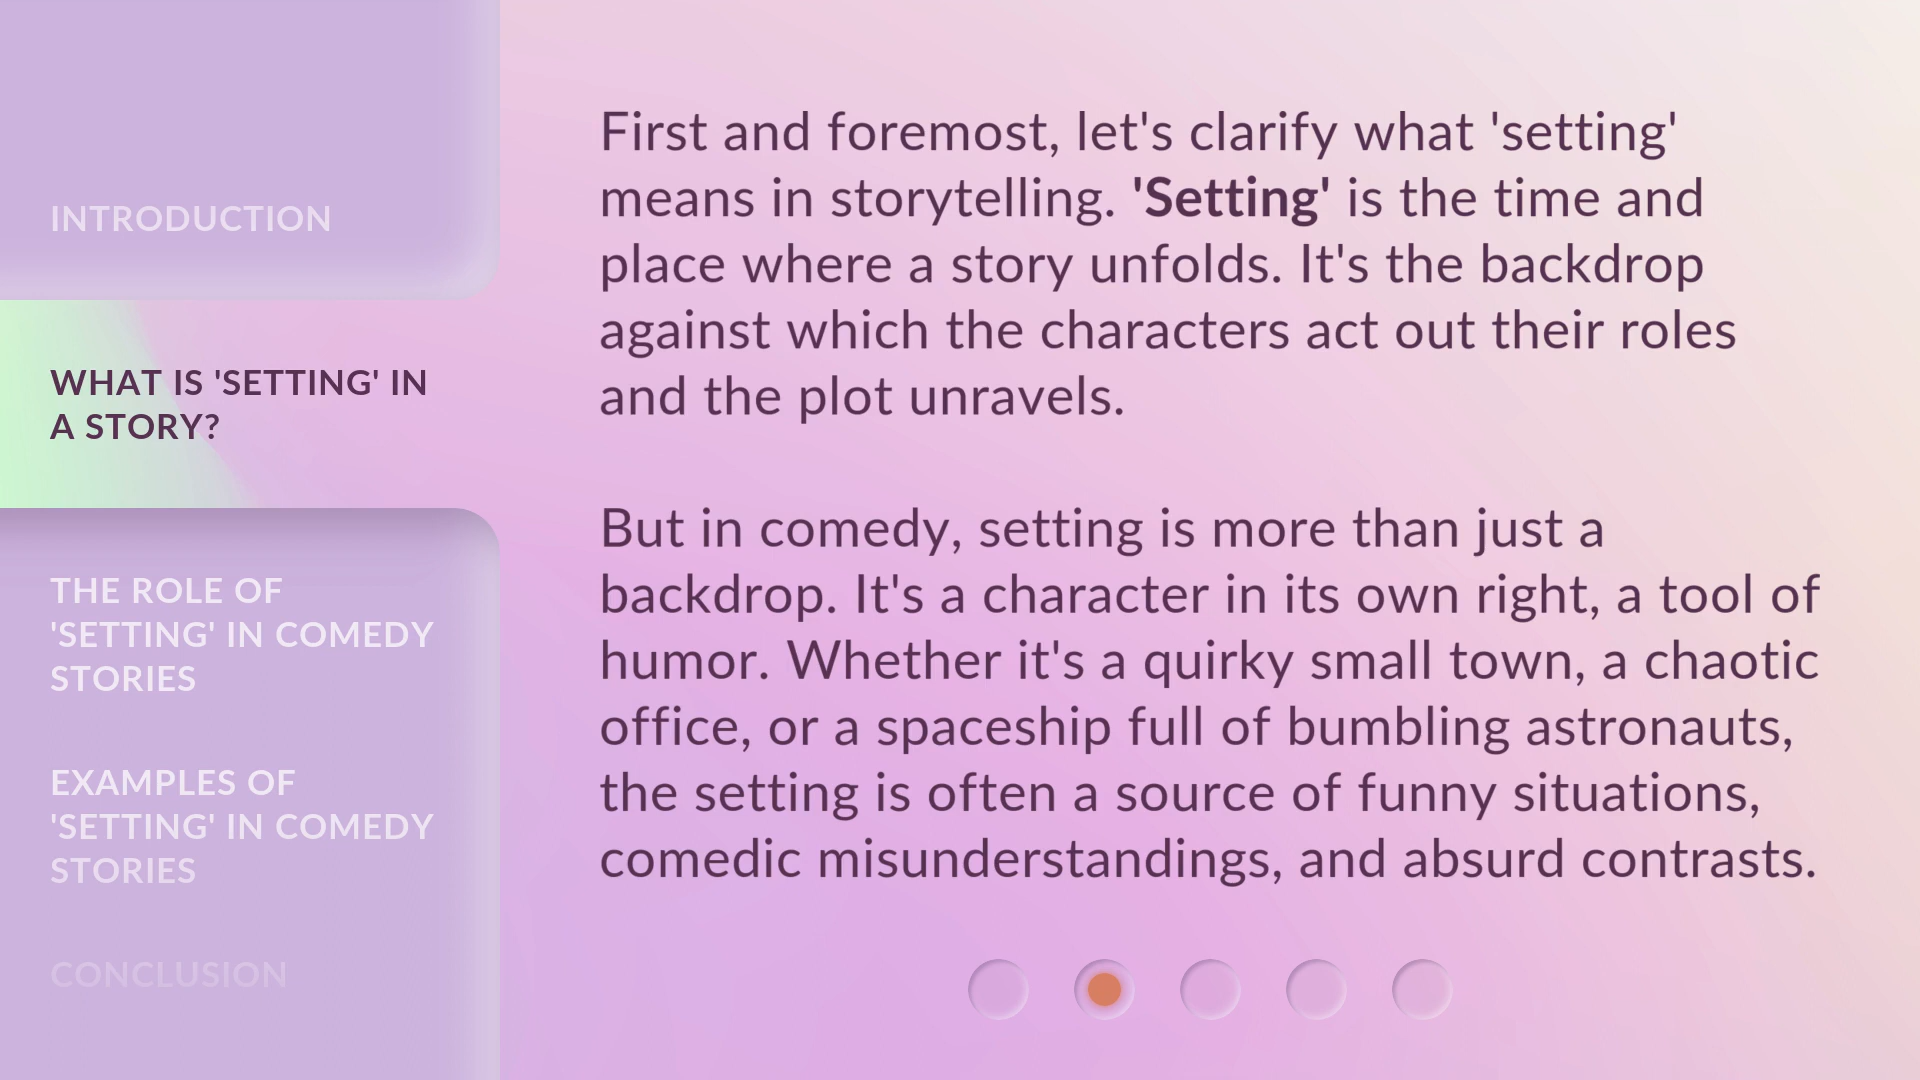 INTRODUCTION
WHAT IS 'SETTING' IN
A STORY?
THE ROLE OF
'SETTING' IN COMEDY
STORIES
EXAMPLES OF
'SETTING' IN COMEDY
STORIES
CONCLUSION
First and foremost, let's clarify what 'setting'
means in storytelling. 'Setting' is the time and
place where a story unfolds. It's the backdrop
against which the characters act out their roles
and the plot unravels.
But in comedy, setting is more than just a
backdrop. It's a character in its own right, a tool of
humor. Whether it's a quirky small town, a chaotic
office, or a spaceship full of bumbling astronauts,
the setting is often a source of funny situations,
comedic misunderstandings, and absurd contrasts.